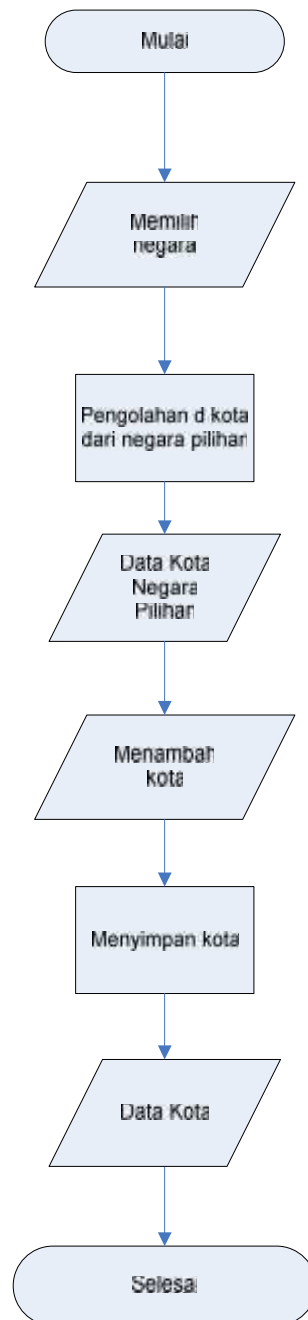 Mulai
Memilih
negara
Pengolahan d kota
dari negara pilihan
Data Kota
Negara
Pilihan
Menambah
kota
Menyimpan kota
Data Kota
Selesai